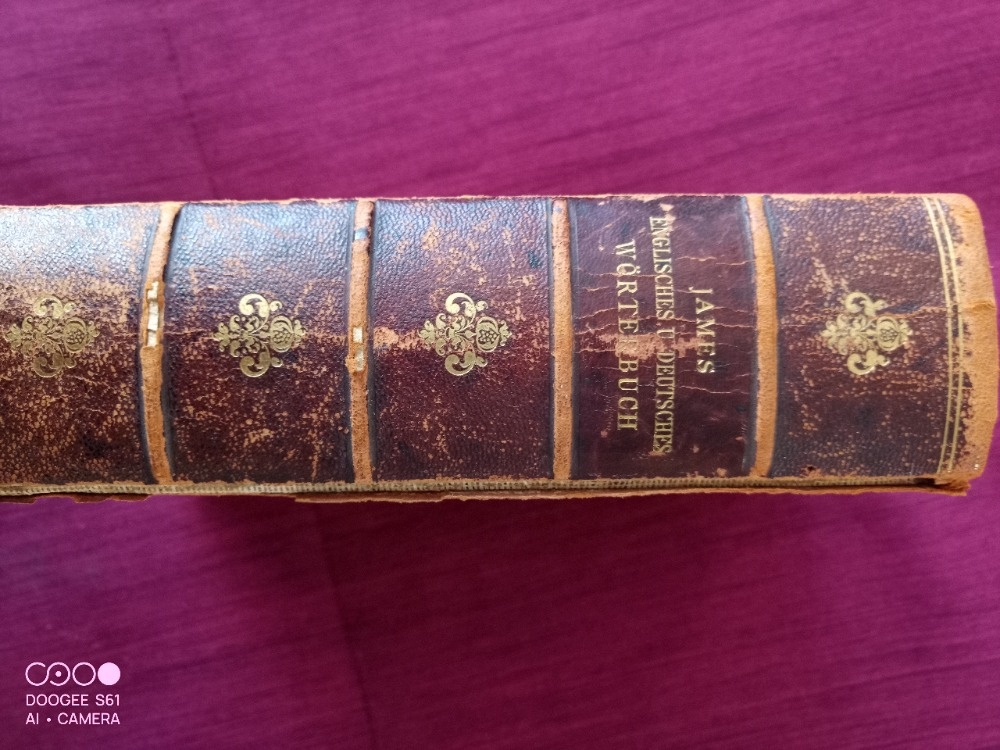 JAMES
ENGLISCHES U. DEUTSCHES
WÖRTERBUCH
DOOGEE S61
AI • CAMERA